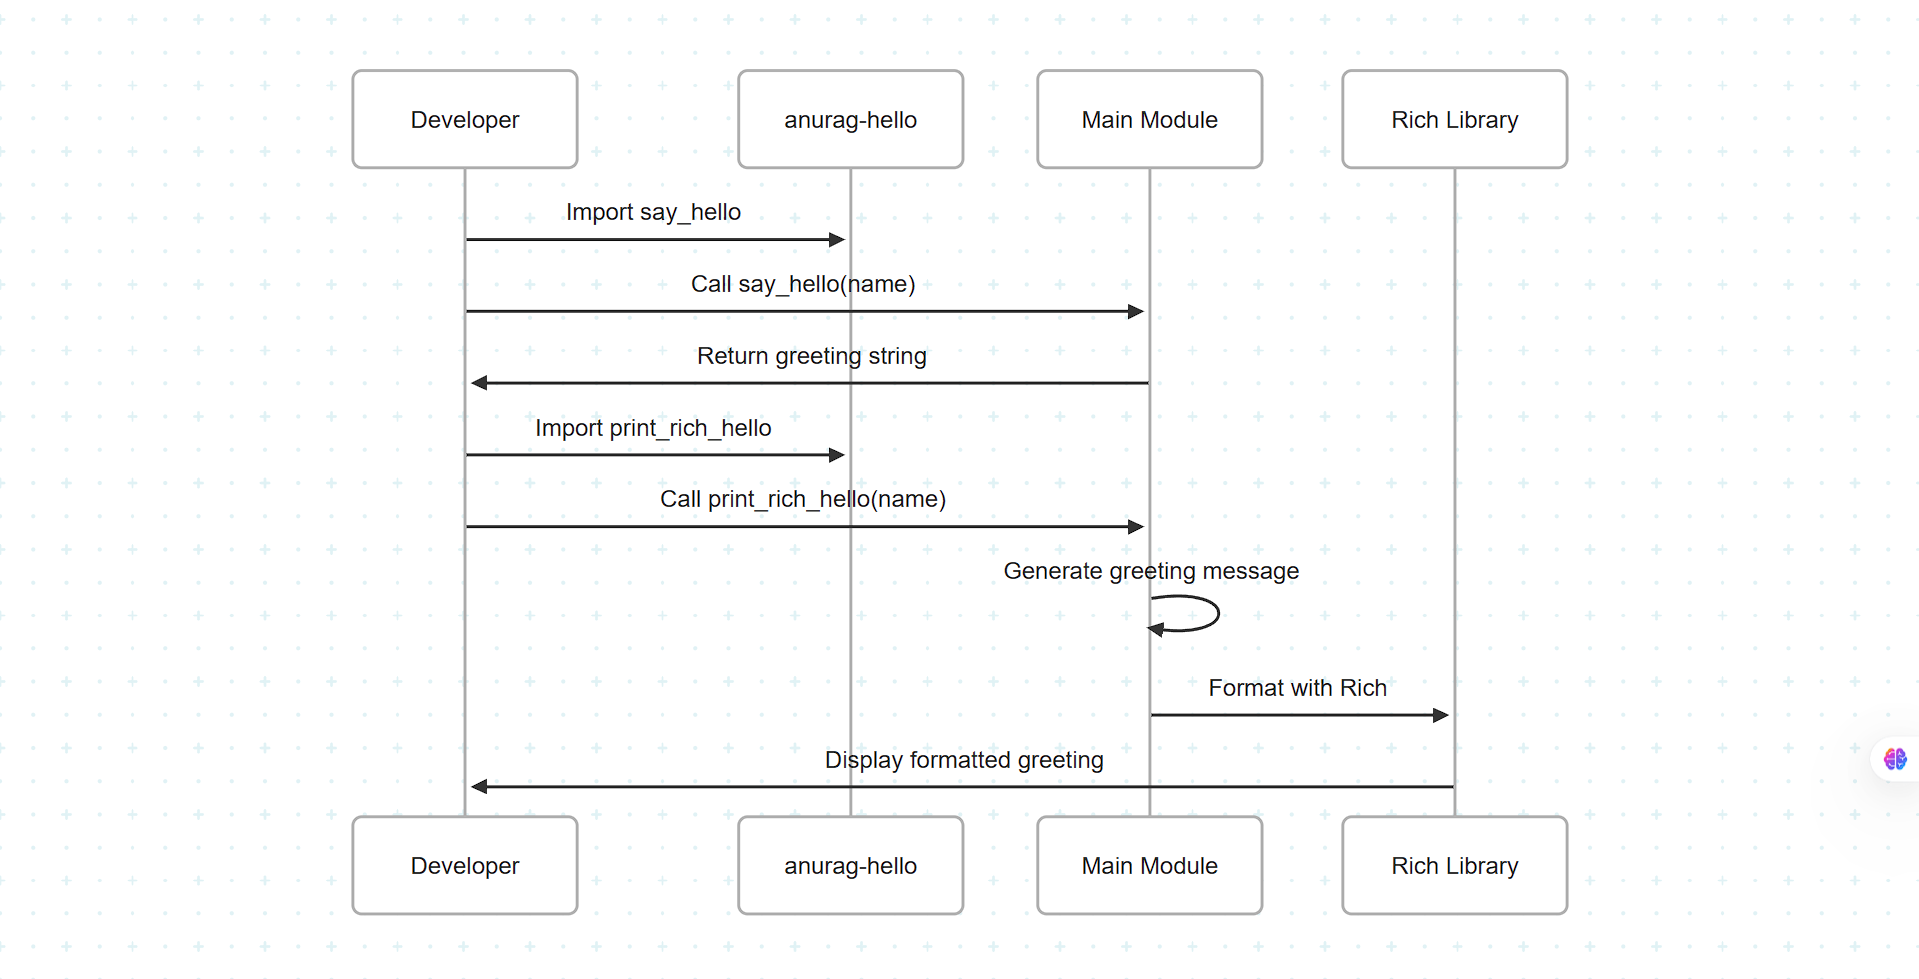 Developer
anurag-hello
Main Module
Rich Library
Import say_hello
Call say_hello(name)
Return greeting string
Import print_rich_hello
Call print_rich_hello(name)
Generate greeting message
Format with Rich
Display formatted greeting
Developer
anurag-hello
Main Module
Rich Library